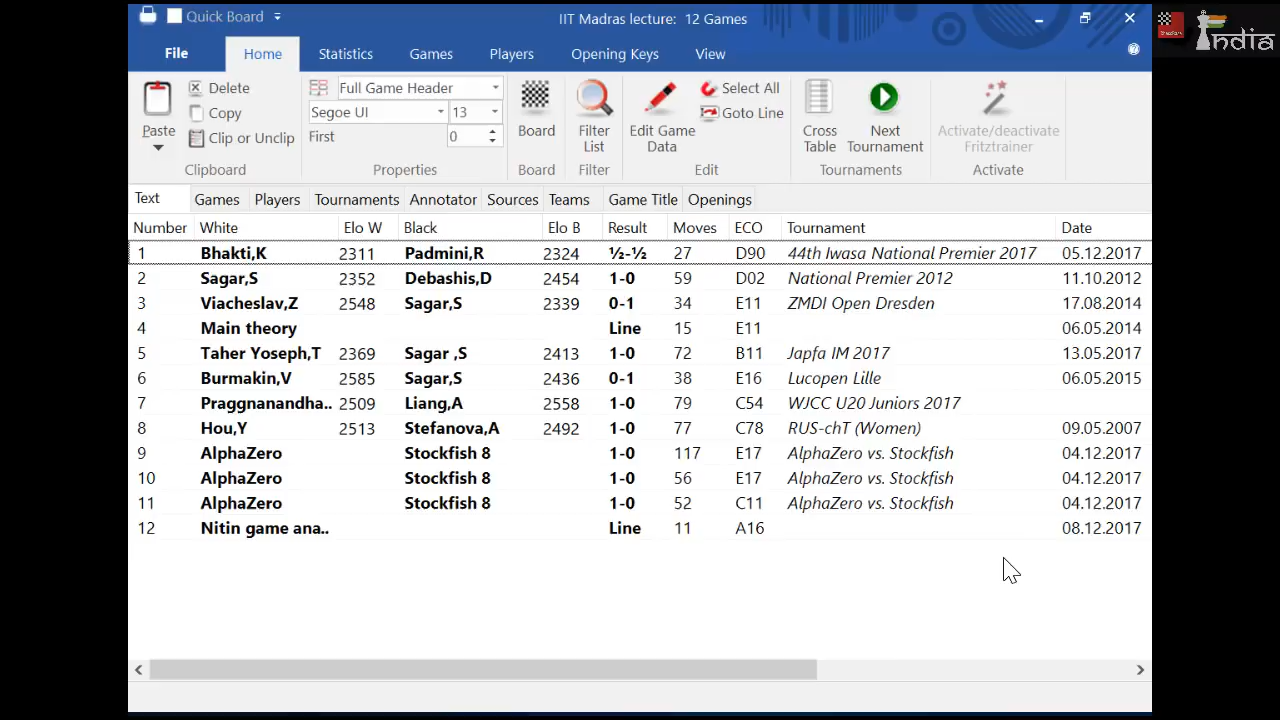 Quick Board
IIT Madras lecture: 12 Games
India
File Home Statistics Games Players Opening Keys View
Paste
Delete
Copy
Clip or Unclip
Clipboard
Full Game Header
Segoe UI 13
First 0
Properties
Board
Board
Filter List
Filter
Edit Game Data
Select All
Goto Line
Edit
Cross Table
Next Tournament
Tournaments
Activate/deactivate Fritztrainer
Activate
Text Games Players Tournaments Annotator Sources Teams Game Title Openings
Number White Elo W Black Elo B Result Moves ECO Tournament Date
1 Bhakti,K 2311 Padmini,R 2324 ½-½ 27 D90 44th Iwasa National Premier 2017 05.12.2017
2 Sagar,S 2352 Debashis,D 2454 1-0 59 D02 National Premier 2012 11.10.2012
3 Viacheslav,Z 2548 Sagar,S 2339 0-1 34 E11 ZMDI Open Dresden 17.08.2014
4 Main theory Line 15 E11 06.05.2014
5 Taher Yoseph,T 2369 Sagar ,S 2413 1-0 72 B11 Japfa IM 2017 13.05.2017
6 Burmakin,V 2585 Sagar,S 2436 0-1 38 E16 Lucopen Lille 06.05.2015
7 Praggnanandha.. 2509 Liang,A 2558 1-0 79 C54 WJCC U20 Juniors 2017
8 Hou,Y 2513 Stefanova,A 2492 1-0 77 C78 RUS-chT (Women) 09.05.2007
9 AlphaZero Stockfish 8 1-0 117 E17 AlphaZero vs. Stockfish 04.12.2017
10 AlphaZero Stockfish 8 1-0 56 E17 AlphaZero vs. Stockfish 04.12.2017
11 AlphaZero Stockfish 8 1-0 52 C11 AlphaZero vs. Stockfish 04.12.2017
12 Nitin game ana.. Line 11 A16 08.12.2017